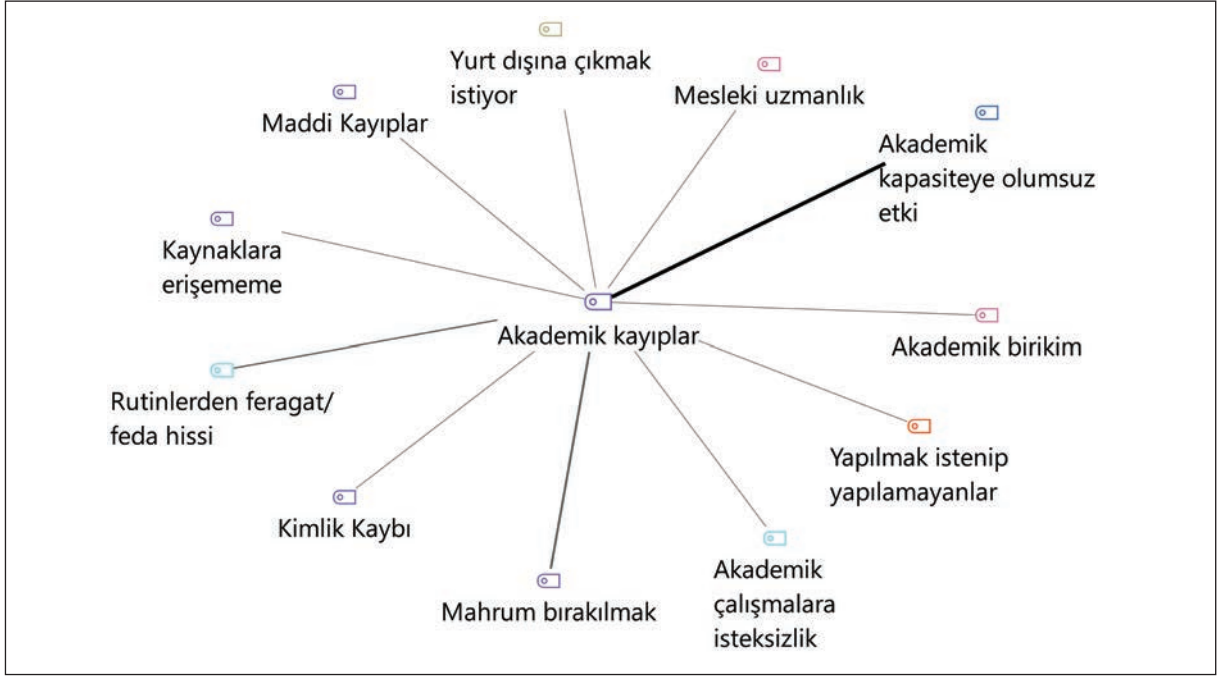 Yurt dışına çıkmak
istiyor
Mesleki uzmanlık
Maddi Kayıplar
Akademik
kapasiteye olumsuz
etki
Kaynaklara
erişememe
Akademik kayıplar
Akademik birikim
Rutinlerden feragat/
feda hissi
Yapılmak istenip
yapılamayanlar
Kimlik Kaybı
Mahrum bırakılmak
Akademik
çalışmalara
isteksizlik